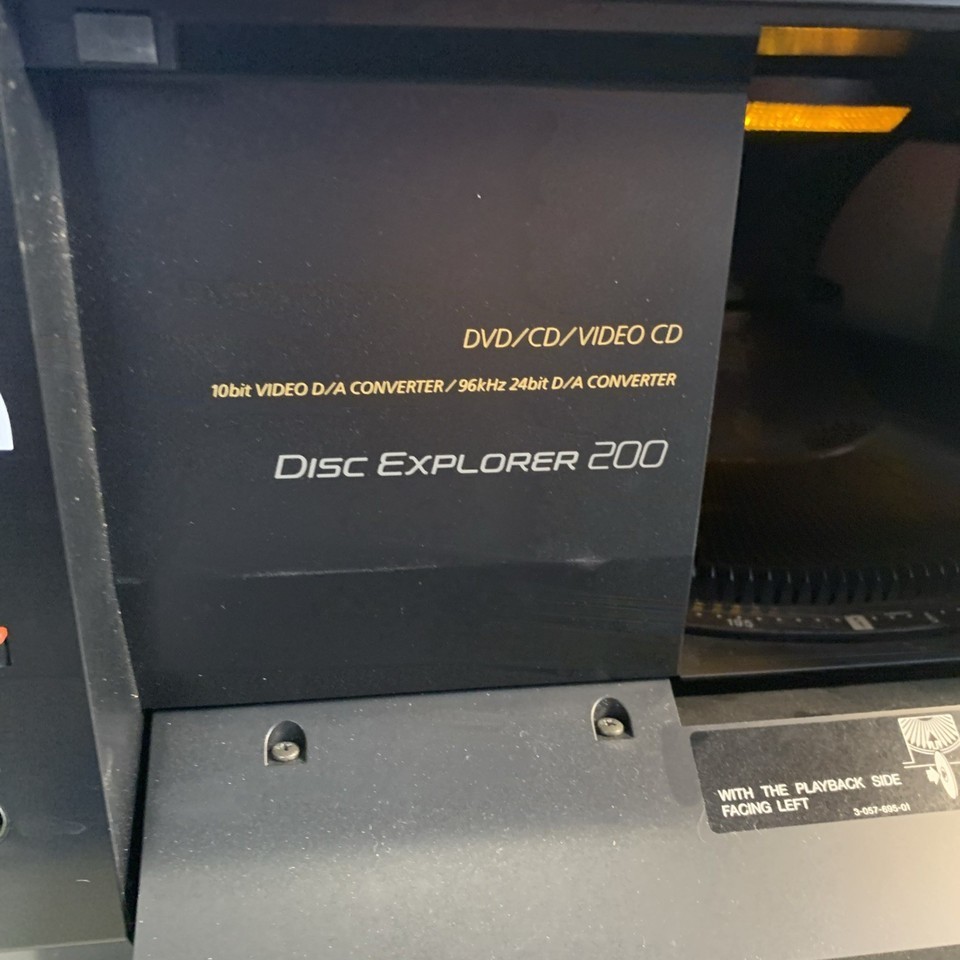 DVD/CD/VIDEO CD
10bit VIDEO D/A CONVERTER/96kHz 24bit D/A CONVERTER
DISC EXPLORER 200
WITH THE PLAYBACK SIDE
FACING LEFT
3-057-695-01